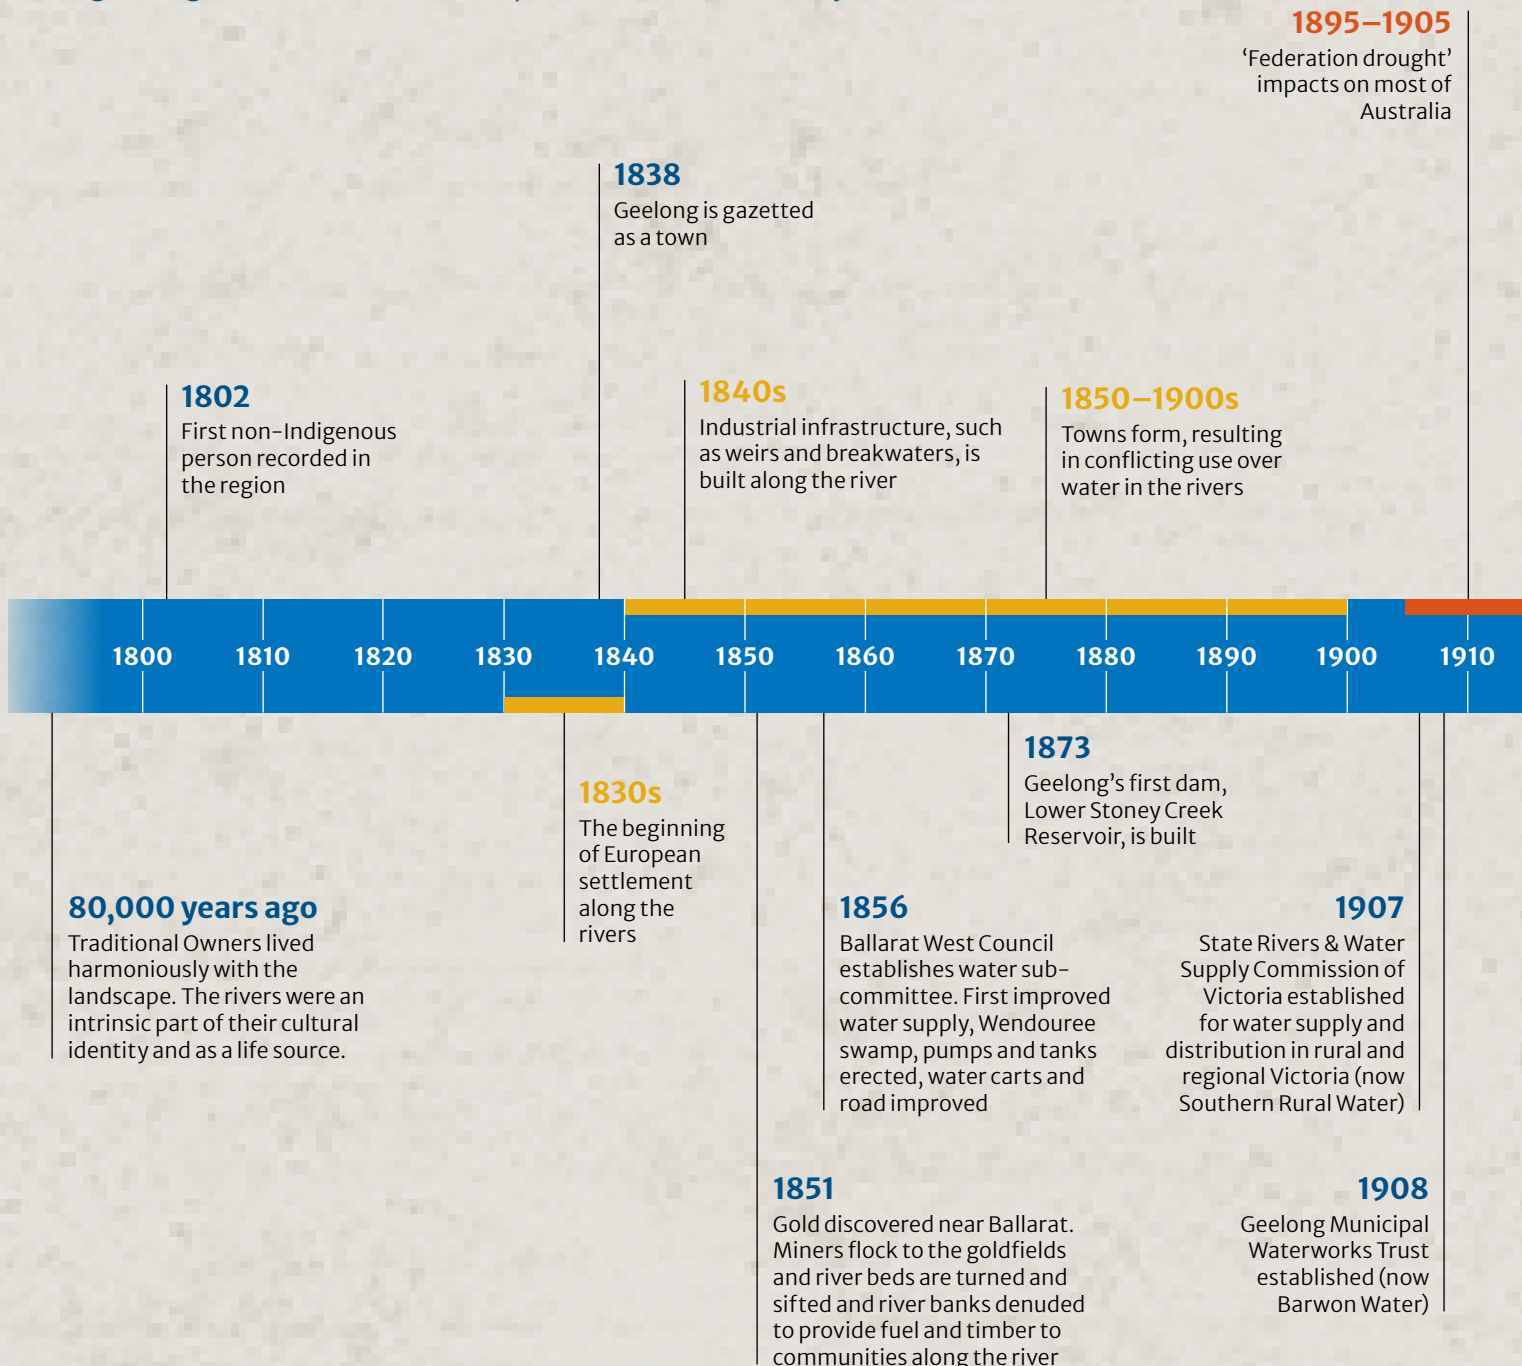 1895–1905
‘Federation drought’
impacts on most of
Australia
1838
Geelong is gazetted
as a town
1802
First non-Indigenous
person recorded in
the region
1840s
Industrial infrastructure, such
as weirs and breakwaters, is
built along the river
1850–1900s
Towns form, resulting
in conflicting use over
water in the rivers
1800 1810 1820 1830 1840 1850 1860 1870 1880 1890 1900 1910
80,000 years ago
Traditional Owners lived
harmoniously with the
landscape. The rivers were an
intrinsic part of their cultural
identity and as a life source.
1830s
The beginning
of European
settlement
along the
rivers
1873
Geelong’s first dam,
Lower Stoney Creek
Reservoir, is built
1856
Ballarat West Council
establishes water sub-
committee. First improved
water supply, Wendouree
swamp, pumps and tanks
erected, water carts and
road improved
1907
State Rivers & Water
Supply Commission of
Victoria established
for water supply and
distribution in rural and
regional Victoria (now
Southern Rural Water)
1851
Gold discovered near Ballarat.
Miners flock to the goldfields
and river beds are turned and
sifted and river banks denuded
to provide fuel and timber to
communities along the river
1908
Geelong Municipal
Waterworks Trust
established (now
Barwon Water)